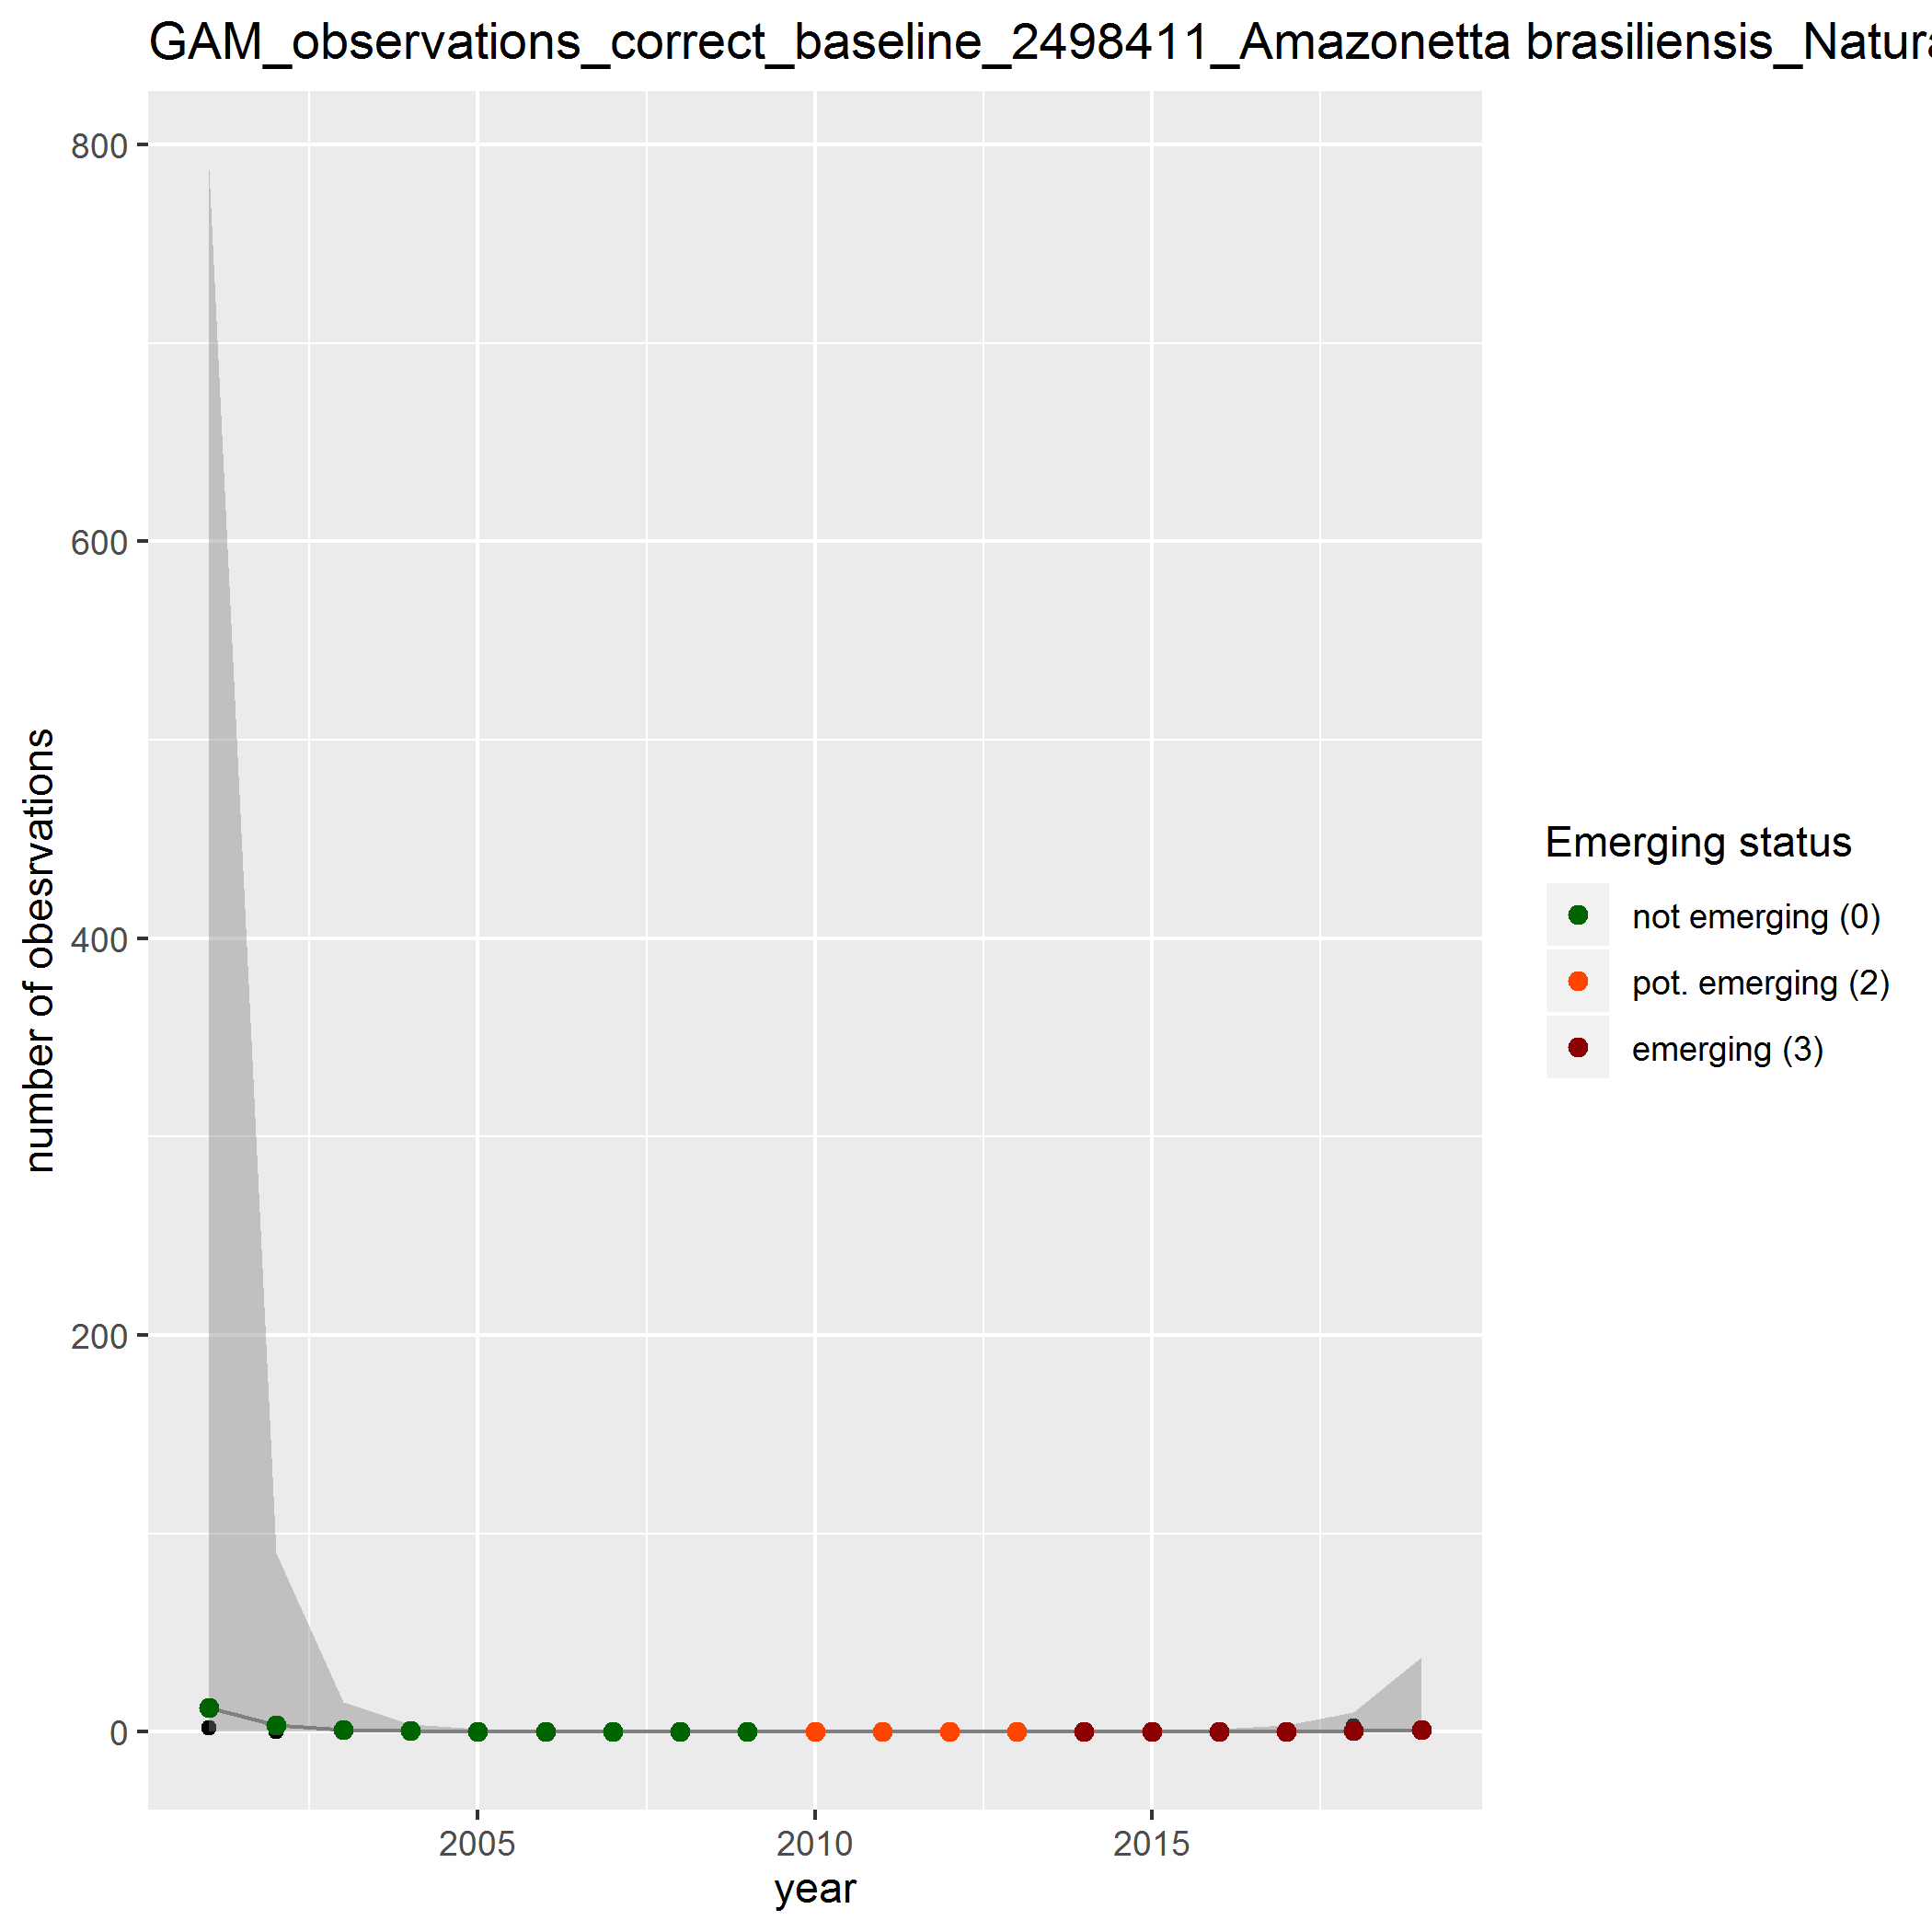 GAM_observations_correct_baseline_2498411_Amazonetta brasiliensis_Natura
800
600
400
200
0
number of obesrvations
2005
2010
2015
year
Emerging status
not emerging (0)
pot. emerging (2)
emerging (3)